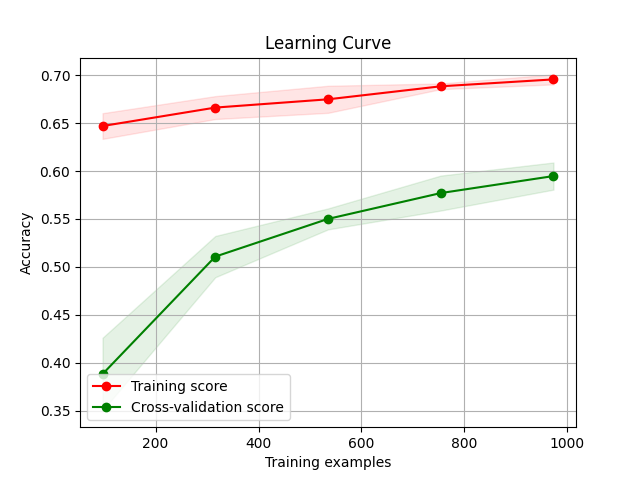 Learning Curve
0.70
0.65
0.60
0.55
0.50
0.45
0.40
0.35
Accuracy
Training score
Cross-validation score
200
400
600
800
1000
Training examples